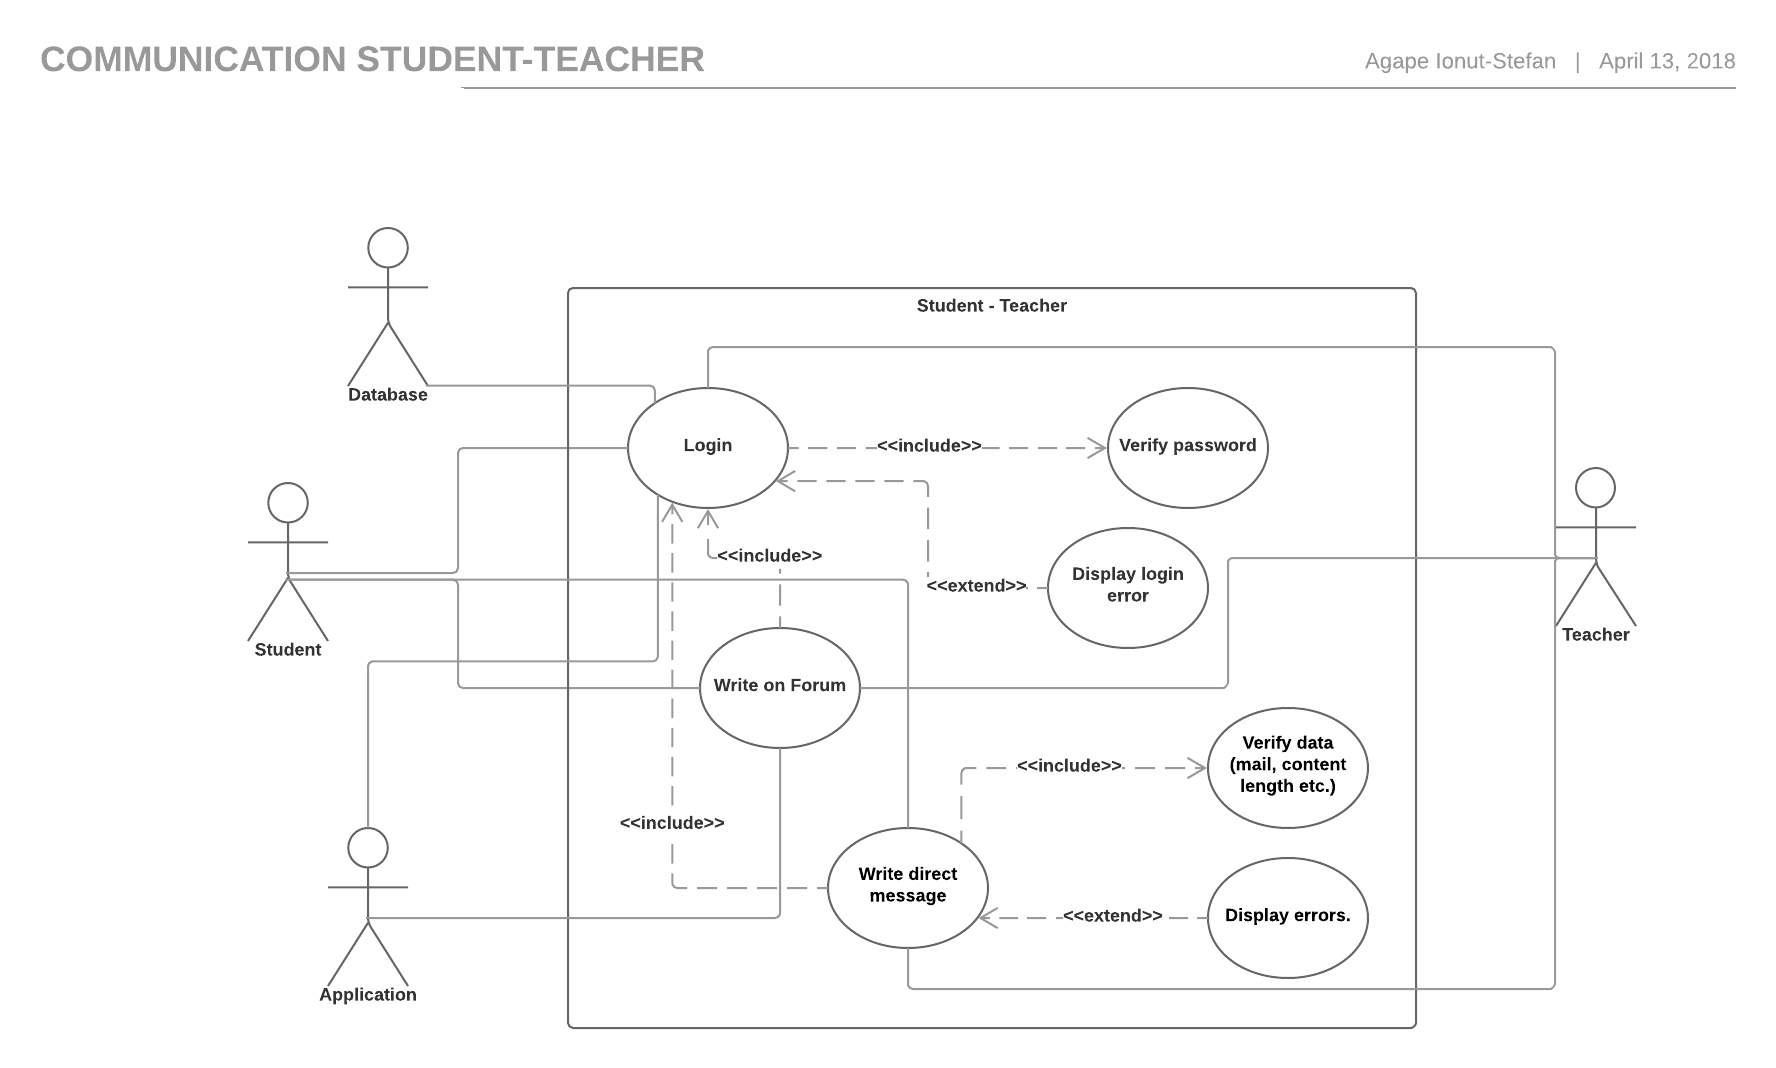 COMMUNICATION STUDENT-TEACHER
Agape Ionut-Stefan | April 13, 2018
Student - Teacher
Database
Login
<<include>>
Verify password
<<include>>
Display login
error
<<extend>>
Student
Teacher
Write on Forum
Verify data
(mail, content
length etc.)
<<include>>
<<include>>
Write direct
message
<<extend>>
Display errors.
Application